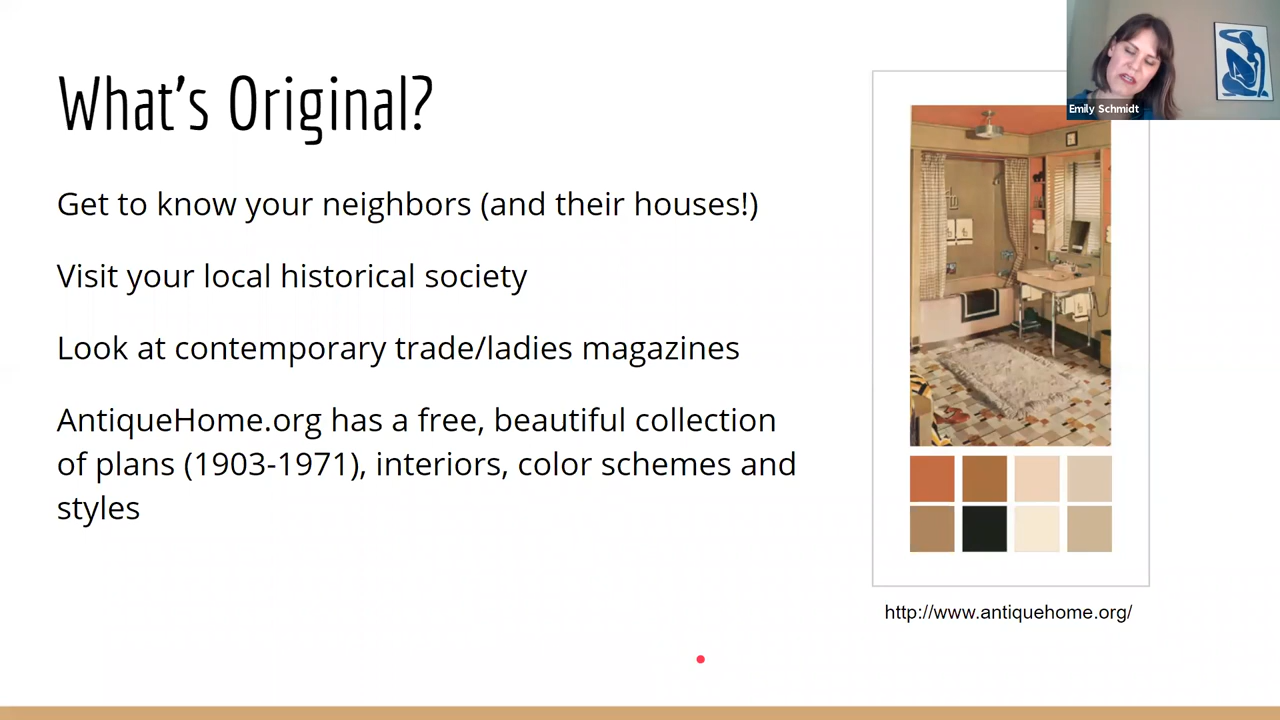 What's Original?
Get to know your neighbors (and their houses!)
Visit your local historical society
Look at contemporary trade/ladies magazines
AntiqueHome.org has a free, beautiful collection
of plans (1903-1971), interiors, color schemes and
styles
Emily Schmidt
http://www.antiquehome.org/